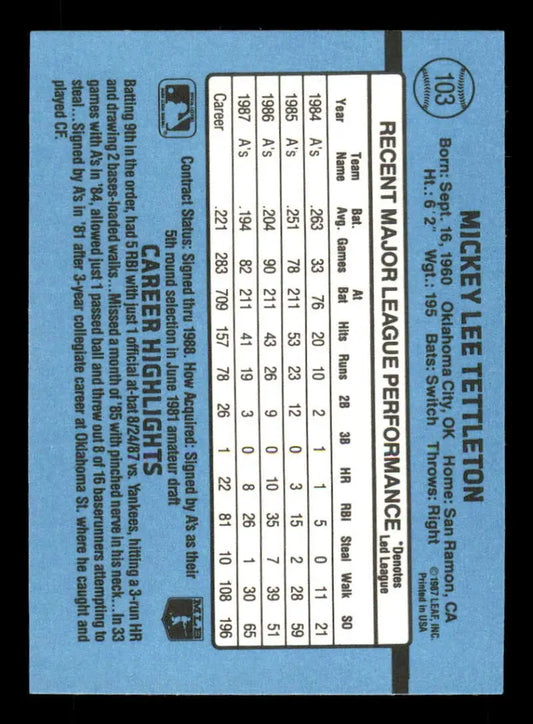 103
MICKEY LEE TETTLETON
©1987 LEAF, INC.
Printed in USA
Born: Sept. 16, 1960 Oklahoma City, OK Home: San Ramon, CA
Ht.: 6' 2" Wgt.: 195 Bats: Switch Throws: Right
RECENT MAJOR LEAGUE PERFORMANCE *Denotes Led League
Year Team Name Bat. Avg. Games At Bat Hits Runs 2B 3B HR RBI Steal Walk SO
1984 A's .263 33 76 20 10 2 1 1 5 0 11 21
1985 A's .251 78 211 53 23 12 0 3 15 2 28 59
1986 A's .204 90 211 43 26 9 0 10 35 7 39 51
1987 A's .194 82 211 41 19 3 0 8 26 1 30 65
Career .221 283 709 157 78 26 1 22 81 10 108 196
Contract Status: Signed thru 1988. How Acquired: Signed by A's as their
5th round selection in June 1981 amateur draft
MLB
CAREER HIGHLIGHTS
Batting 9th in the order, had 5 RBI with just 1 official at-bat 8/24/87 vs. Yankees, hitting a 3-run HR
and drawing 2 bases-loaded walks...Missed a month of '85 with pinched nerve in his neck...In 33
games with A's in '84, allowed just 1 passed ball and threw out 8 of 16 baserunners attempting to
steal...Signed by A's in '81 after 3-year collegiate career at Oklahoma St. where he caught and
played CF.